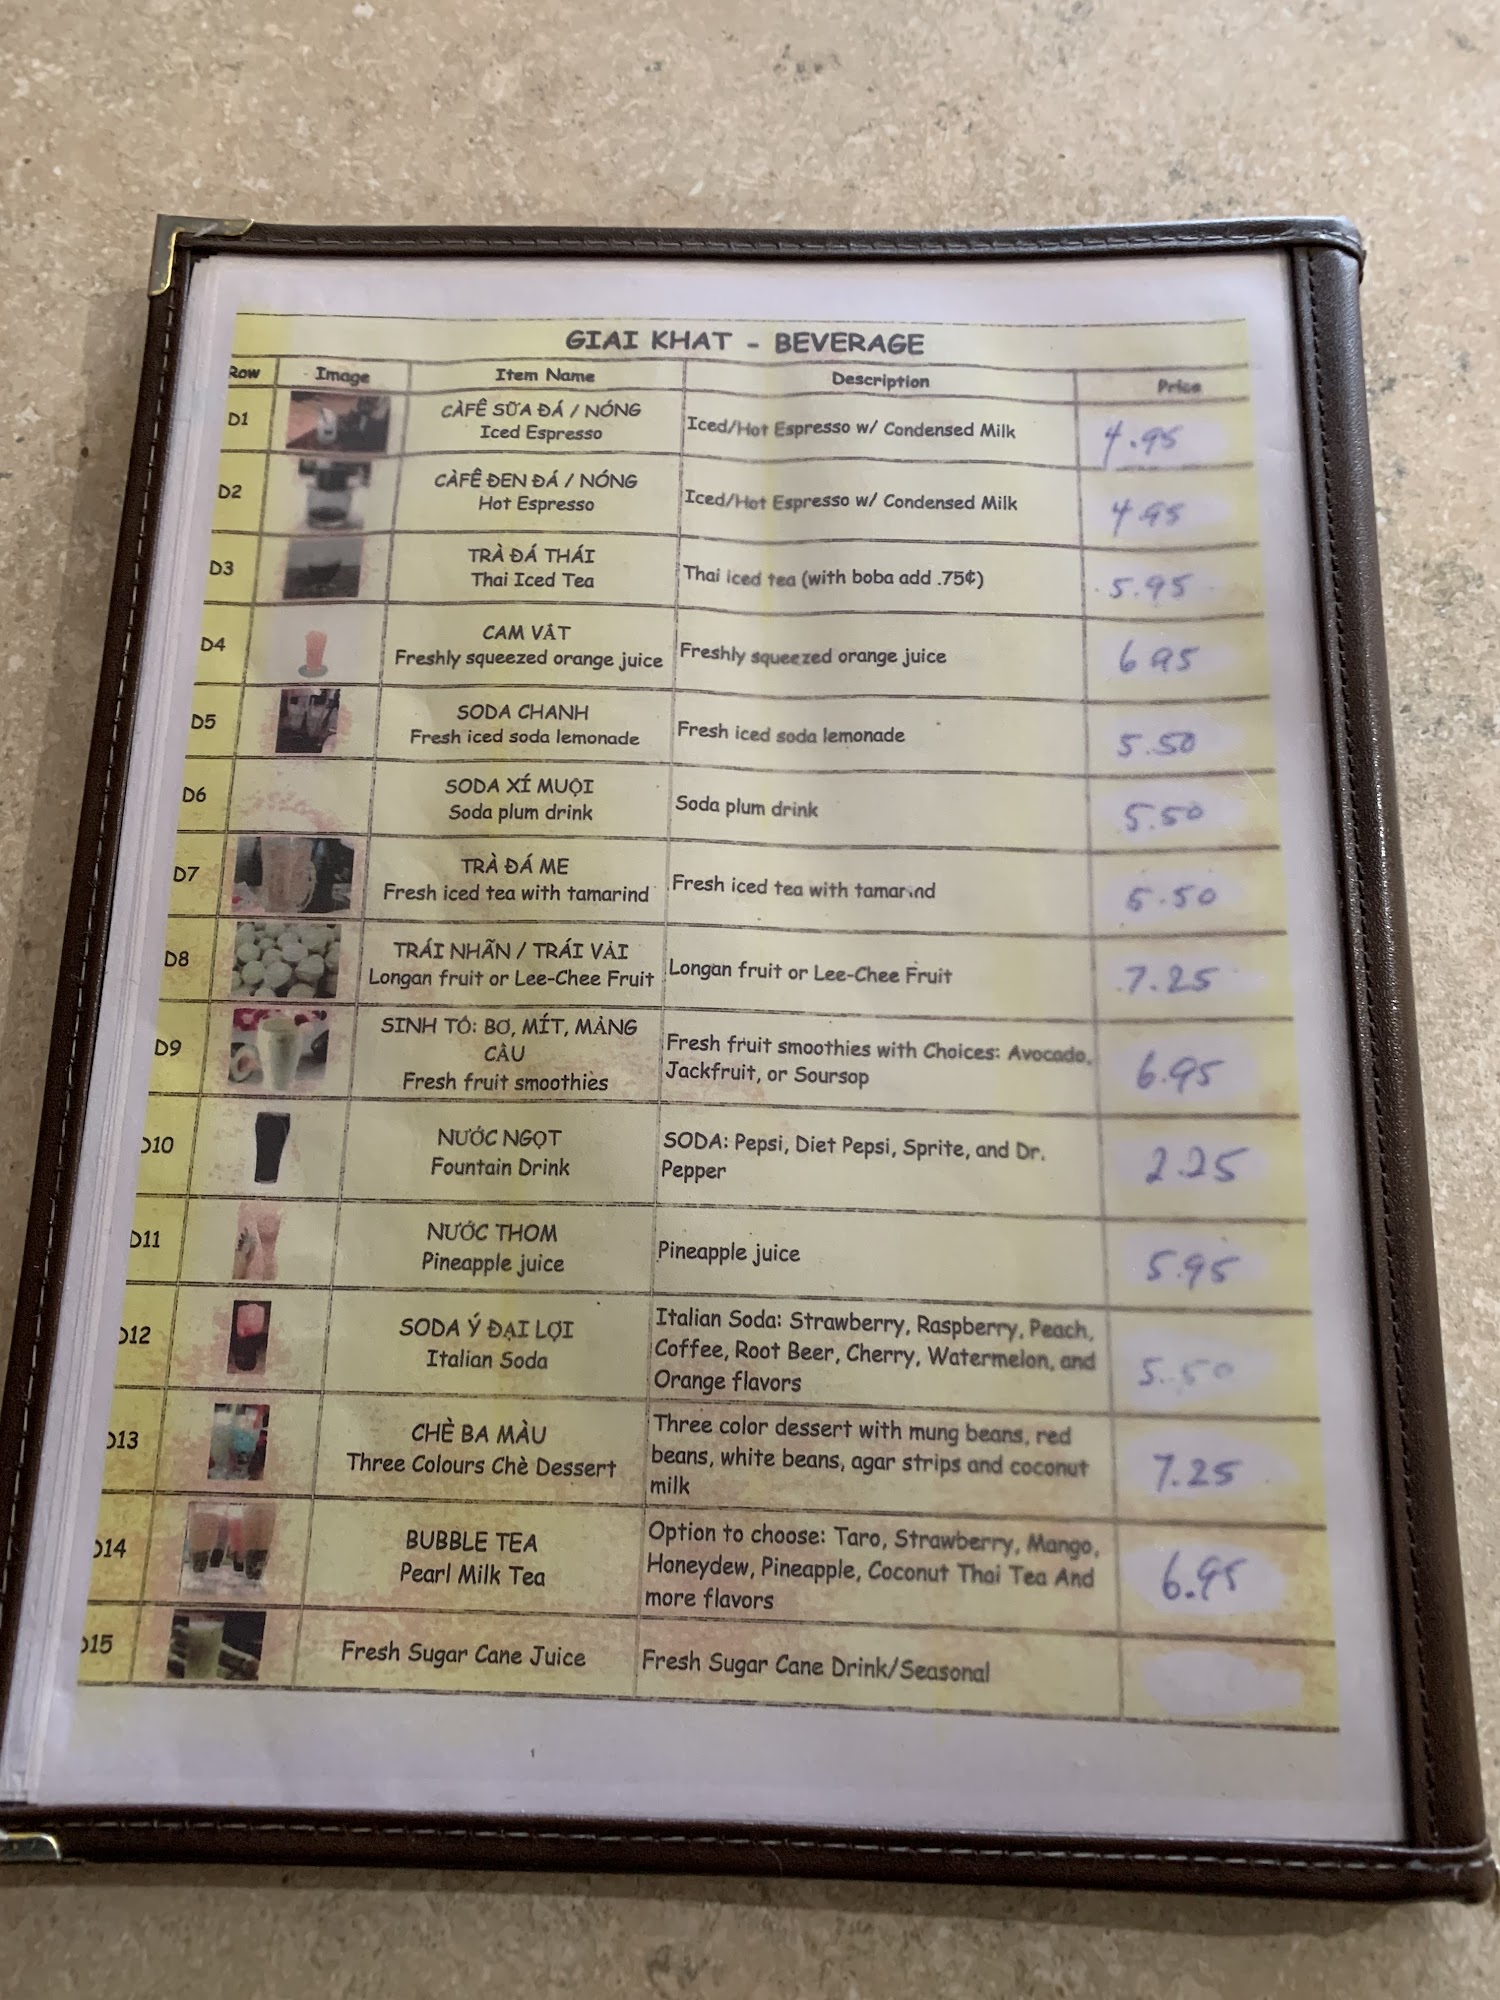 GIAI KHAT - BEVERAGE
Row Image Item Name Description Price
D1 CÀFÊ SỮA ĐÁ / NÓNG
Iced Espresso
Iced/Hot Espresso w/ Condensed Milk
4.95
D2 CÀFÊ ĐEN ĐÁ / NÓNG
Hot Espresso
Iced/Hot Espresso w/ Condensed Milk
4.95
D3 TRÀ ĐÁ THÁI
Thai Iced Tea
Thai iced tea (with boba add .75¢)
5.95
D4 CAM VẮT
Freshly squeezed orange juice
Freshly squeezed orange juice
6 95
D5 SODA CHANH
Fresh iced soda lemonade
Fresh iced soda lemonade
5.50
D6 SODA XÍ MUỘI
Soda plum drink
Soda plum drink
5.50
D7 TRÀ ĐÁ ME
Fresh iced tea with tamarind
Fresh iced tea with tamarind
5.50
D8 TRÁI NHÃN / TRÁI VẢI
Longan fruit or Lee-Chee Fruit
Longan fruit or Lee-Chee Fruit
7.25
D9 SINH TỐ: BƠ, MÍT, MÃNG
CẦU
Fresh fruit smoothies
Fresh fruit smoothies with Choices: Avocado,
Jackfruit, or Soursop
6.95
D10 NƯỚC NGỌT
Fountain Drink
SODA: Pepsi, Diet Pepsi, Sprite, and Dr.
Pepper
2.25
D11 NƯỚC THOM
Pineapple juice
Pineapple juice
5.95
D12 SODA Ý ĐẠI LỢI
Italian Soda
Italian Soda: Strawberry, Raspberry, Peach,
Coffee, Root Beer, Cherry, Watermelon, and
Orange flavors
5.50
D13 CHÈ BA MÀU
Three Colours Chè Dessert
Three color dessert with mung beans, red
beans, white beans, agar strips and coconut
milk
7.25
D14 BUBBLE TEA
Pearl Milk Tea
Option to choose: Taro, Strawberry, Mango,
Honeydew, Pineapple, Coconut Thai Tea And
more flavors
6.95
D15 Fresh Sugar Cane Juice
Fresh Sugar Cane Drink/Seasonal